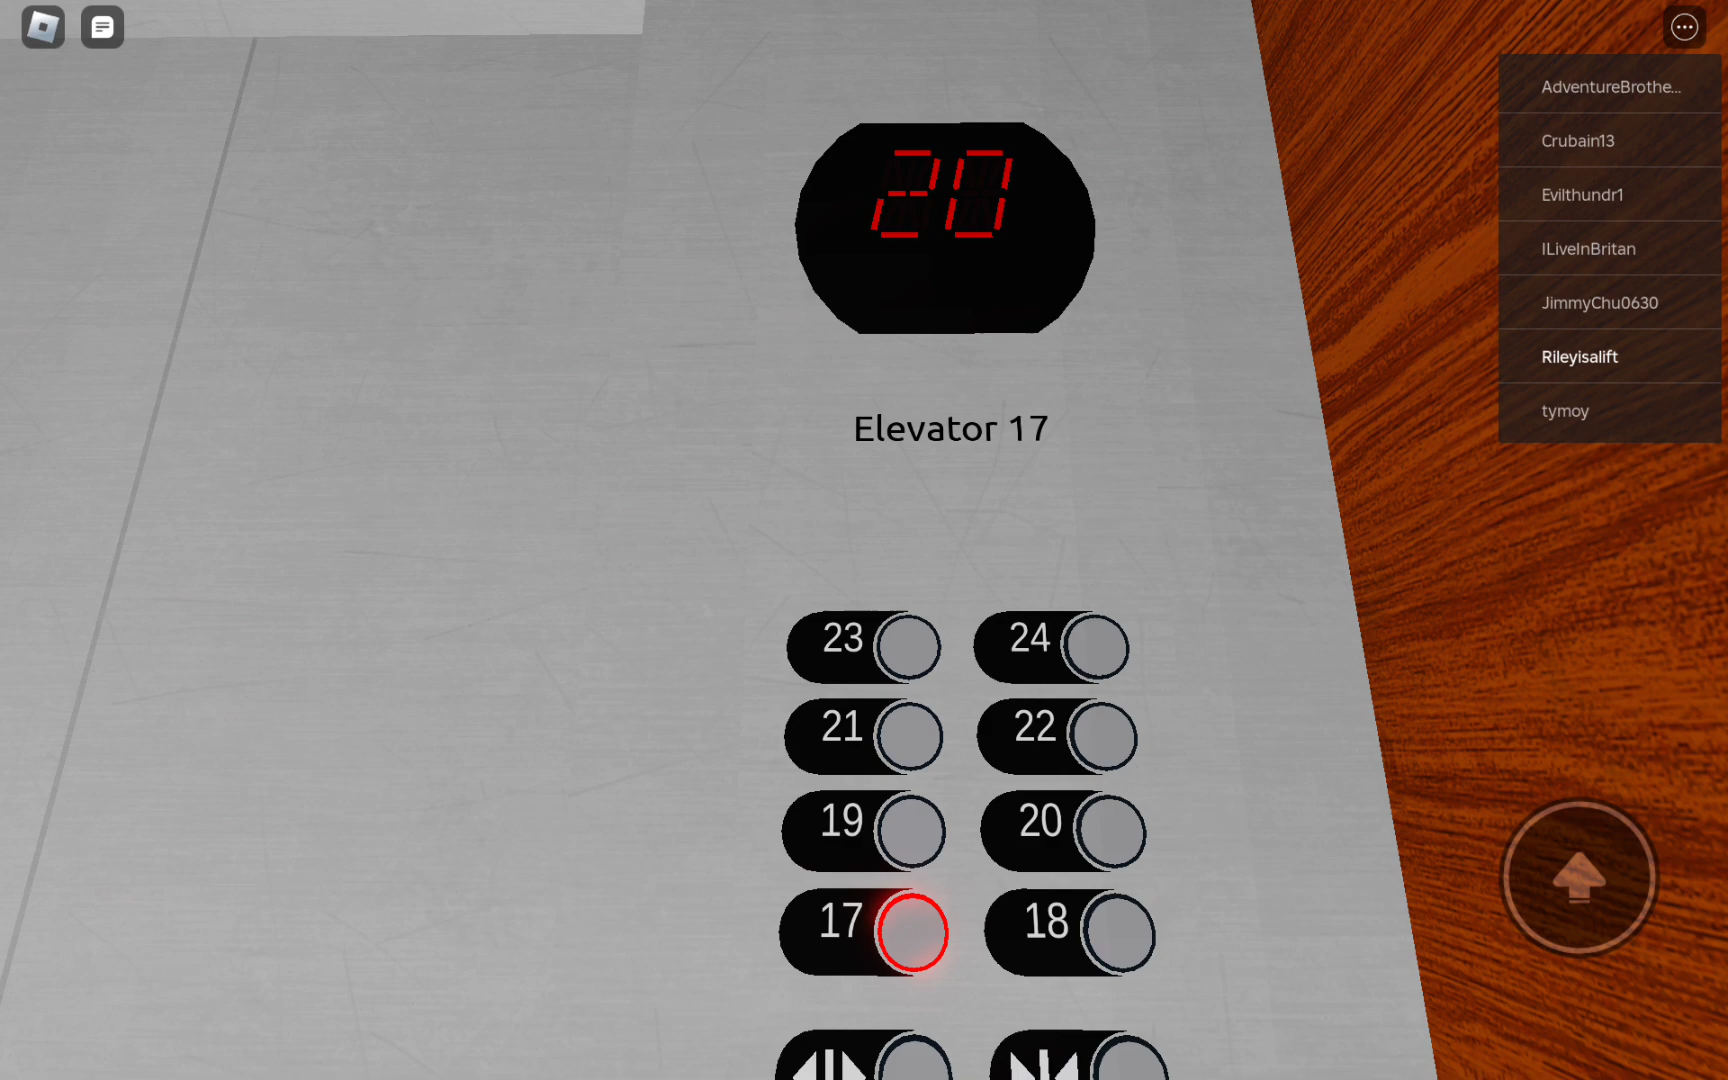 20
Elevator 17
23 24
21 22
19 20
17 18
AdventureBrothe...
Crubain13
Evilthundr1
ILiveInBritan
JimmyChu0630
Rileyisalift
tymoy